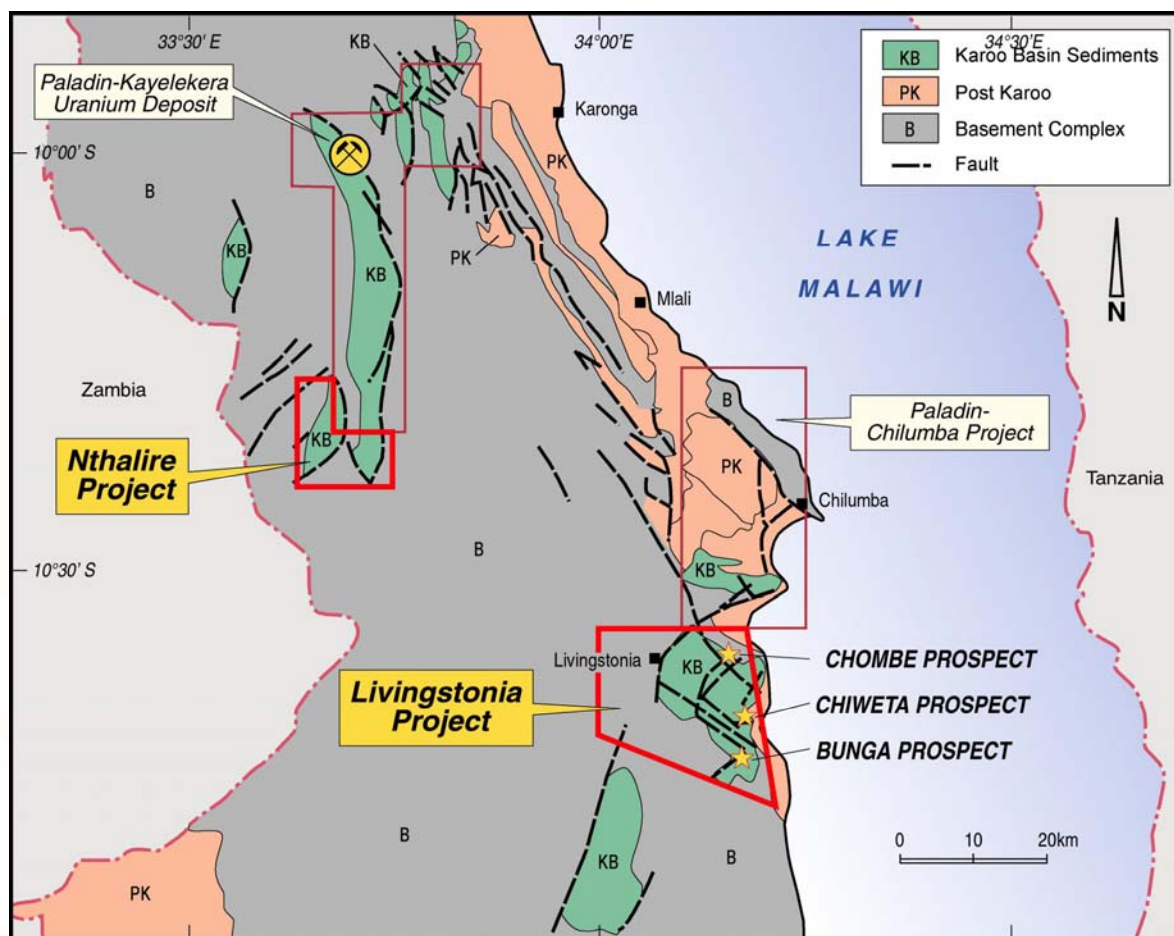 33°30' E
34°00' E
34°30' E
KB
Paladin-Kayelekera
Uranium Deposit
KB
Karoo Basin Sediments
PK
Post Karoo
B
Basement Complex
Fault
Karonga
10°00' S
PK
B
KB
KB
PK
LAKE
MALAWI
N
Mlali
Zambia
B
Paladin-
Chilumba Project
KB
Nthalire
Project
PK
Tanzania
Chilumba
B
10°30' S
KB
Livingstonia
KB
CHOMBE PROSPECT
Livingstonia
Project
CHIWETA PROSPECT
BUNGA PROSPECT
0 10 20km
B
KB
B
PK